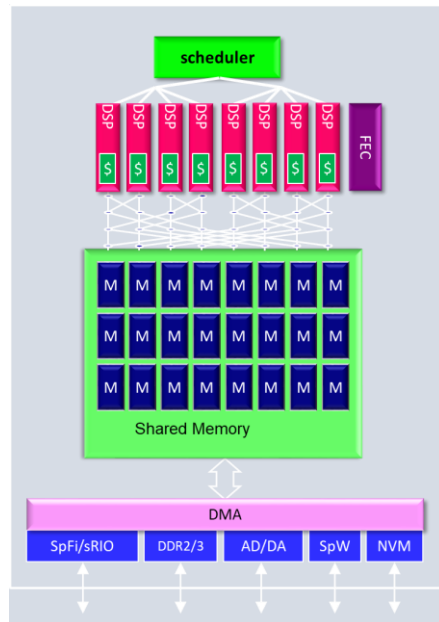 scheduler
DSP DSP DSP DSP DSP DSP DSP DSP FEC
$ $ $ $ $ $ $ $
M M M M M M M M
M M M M M M M M
M M M M M M M M
Shared Memory
DMA
SpFi/sRIO DDR2/3 AD/DA SpW NVM